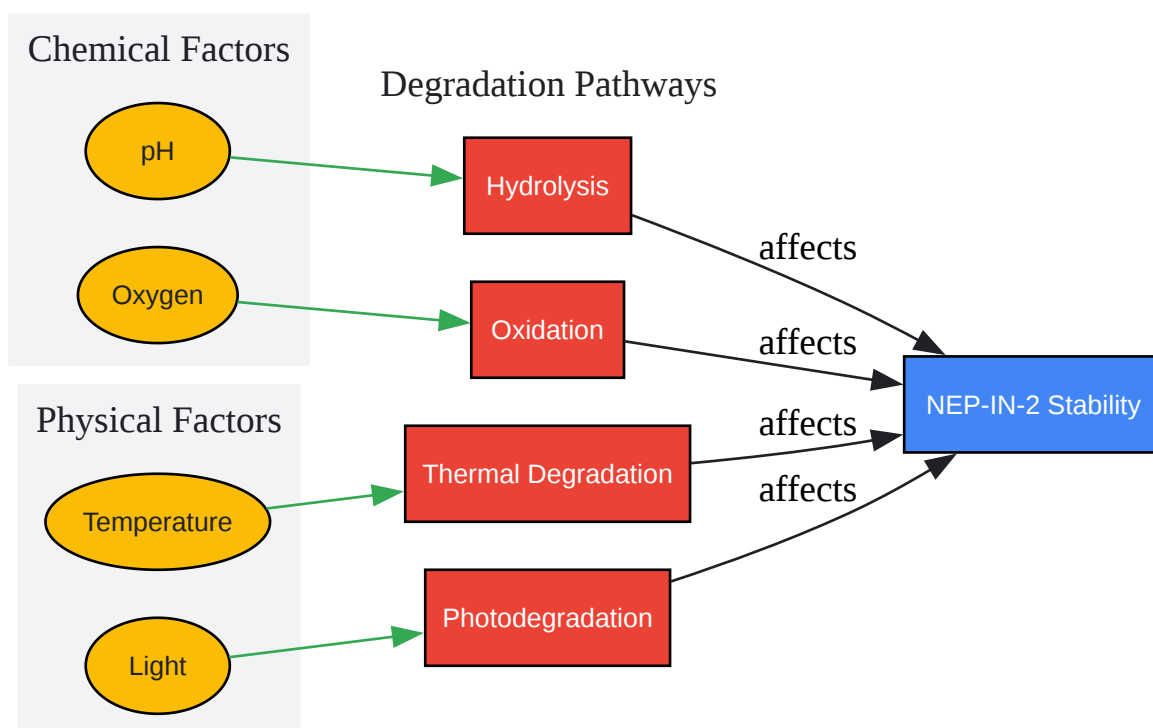 Chemical Factors
pH
Oxygen
Physical Factors
Temperature
Light
Degradation Pathways
Hydrolysis
Oxidation
Thermal Degradation
Photodegradation
affects
affects
affects
affects
NEP-IN-2 Stability